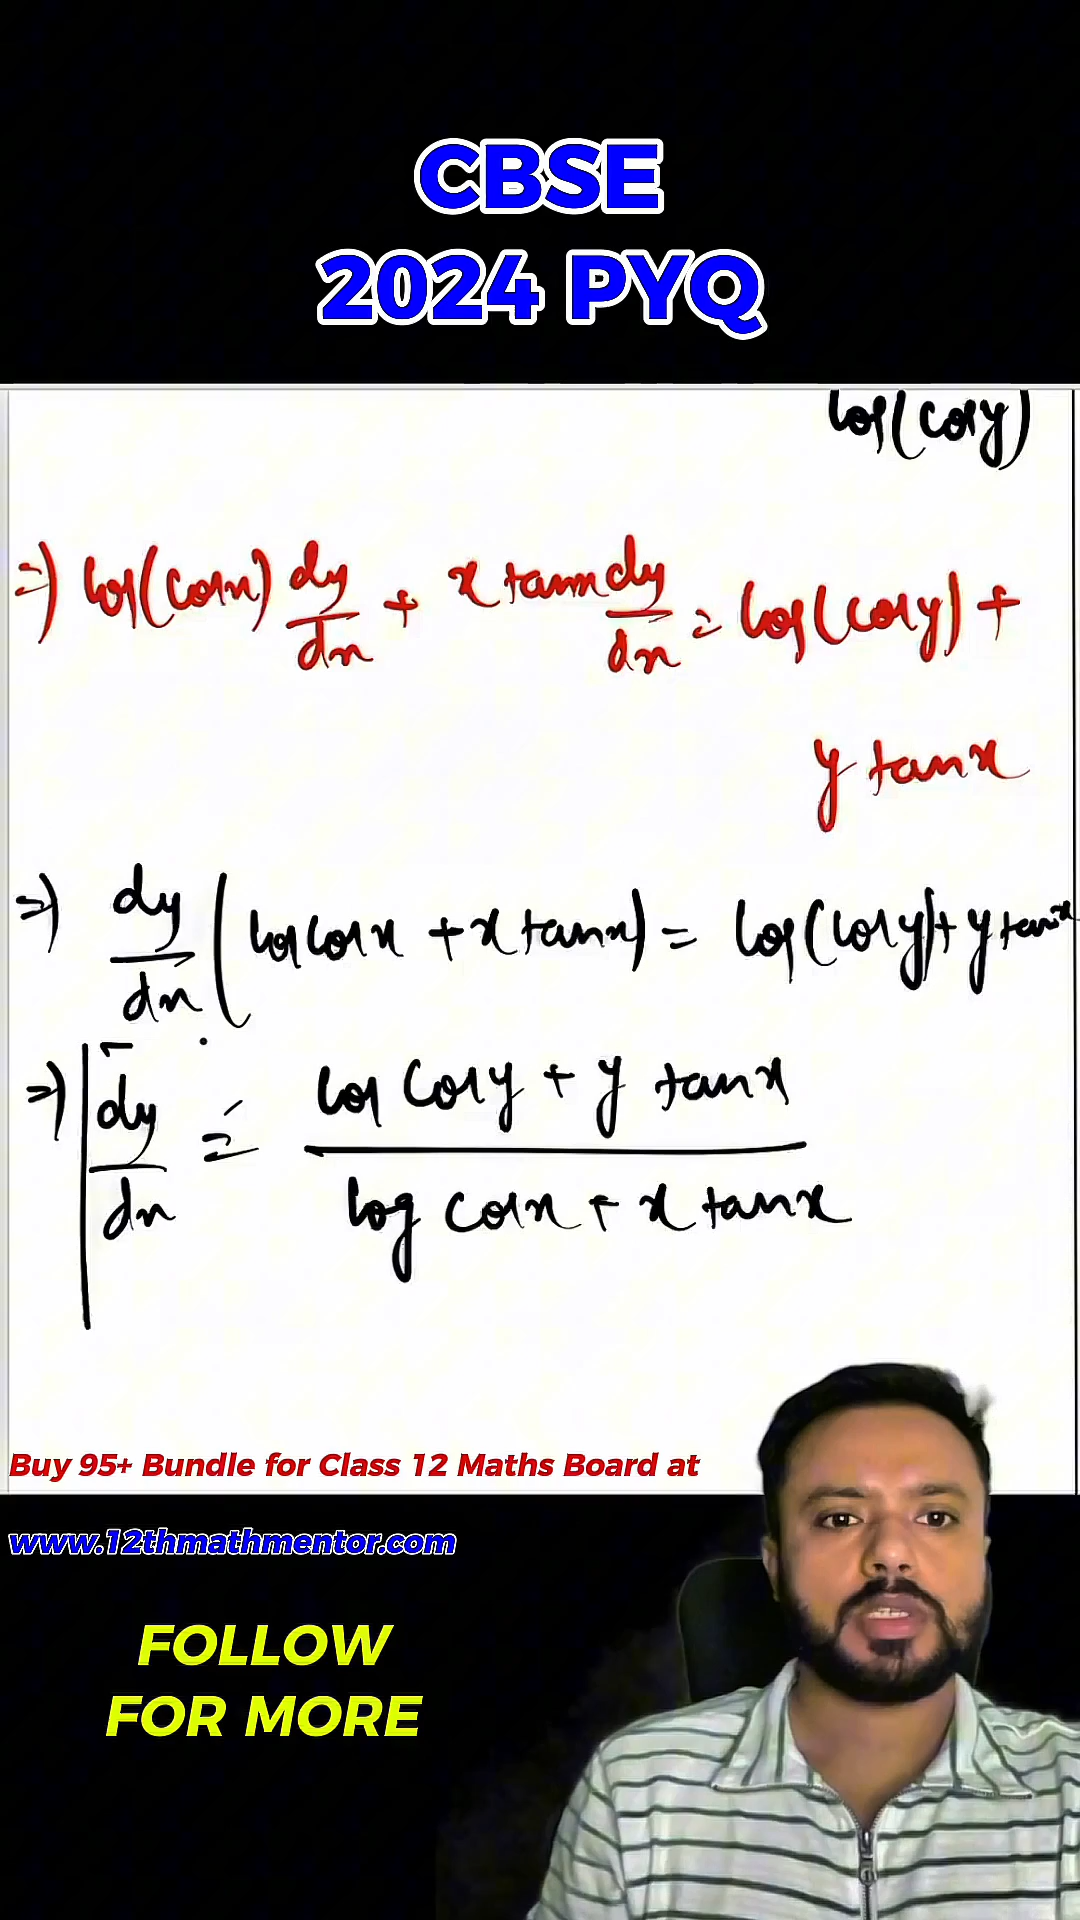 CBSE
2024 PYQ
log(cosy)
⇒) log(cosx) dy/dx + x tanx dy/dx = log(cosy) +
y tanx
⇒) dy/dx ( log cosx + x tanx) = log(cosy) + y tanx
⇒) dy/dx = log cosy + y tanx / log cosx + x tanx
Buy 95+ Bundle for Class 12 Maths Board at
www.12thmathmentor.com
FOLLOW
FOR MORE